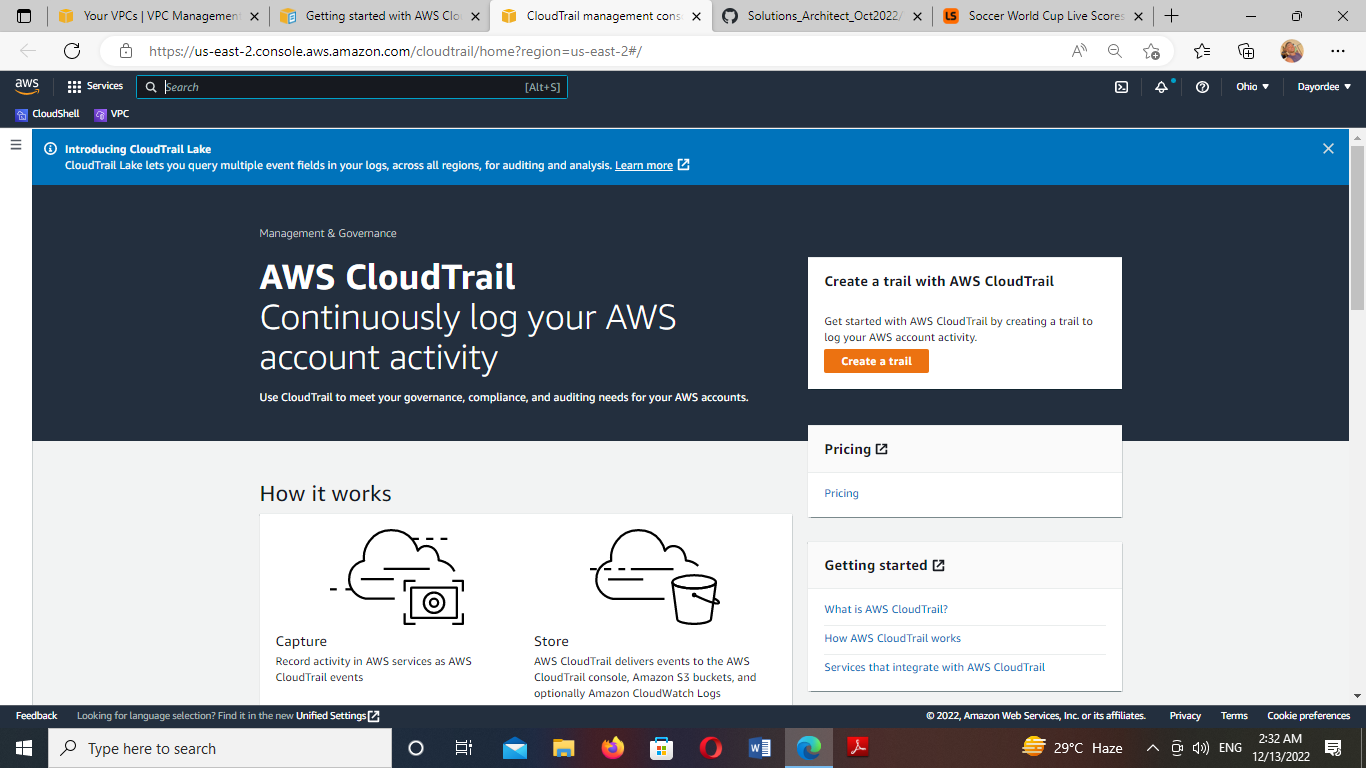 Your VPCs | VPC Management
Getting started with AWS Clo
CloudTrail management cons
Solutions_Architect_Oct2022/
LS
Soccer World Cup Live Scores
https://us-east-2.console.aws.amazon.com/cloudtrail/home?region=us-east-2#/
aws
Services
Search
[Alt+S]
Ohio
Dayordee
CloudShell
VPC
Introducing CloudTrail Lake
CloudTrail Lake lets you query multiple event fields in your logs, across all regions, for auditing and analysis. Learn more
Management & Governance
AWS CloudTrail
Continuously log your AWS
account activity
Use CloudTrail to meet your governance, compliance, and auditing needs for your AWS accounts.
Create a trail with AWS CloudTrail
Get started with AWS CloudTrail by creating a trail to
log your AWS account activity.
Create a trail
Pricing
Pricing
How it works
Capture
Record activity in AWS services as AWS
CloudTrail events
Store
AWS CloudTrail delivers events to the AWS
CloudTrail console, Amazon S3 buckets, and
optionally Amazon CloudWatch Logs
Getting started
What is AWS CloudTrail?
How AWS CloudTrail works
Services that integrate with AWS CloudTrail
Feedback
Looking for language selection? Find it in the new Unified Settings
© 2022, Amazon Web Services, Inc. or its affiliates.
Privacy
Terms
Cookie preferences
Type here to search
29°C Haze
ENG
2:32 AM
12/13/2022